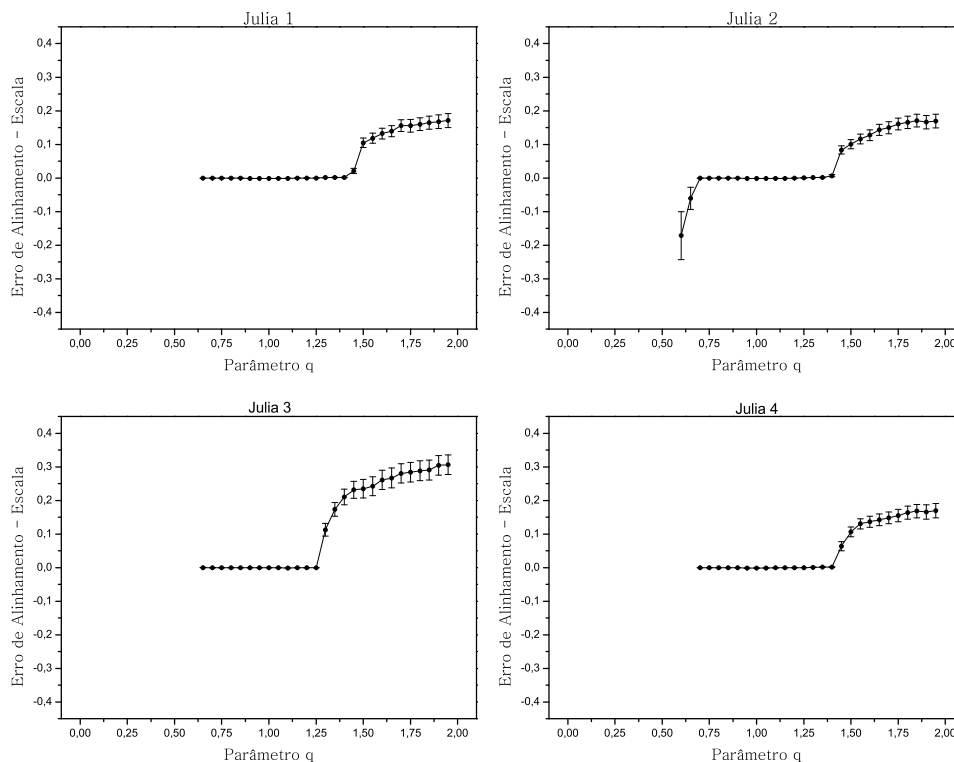 Julia 1
Erro de Alinhamento - Escala
0,4
0,3
0,2
0,1
0,0
-0,1
-0,2
-0,3
-0,4
0,00 0,25 0,50 0,75 1,00 1,25 1,50 1,75 2,00
Parâmetro q
Julia 2
Erro de Alinhamento - Escala
0,4
0,3
0,2
0,1
0,0
-0,1
-0,2
-0,3
-0,4
0,00 0,25 0,50 0,75 1,00 1,25 1,50 1,75 2,00
Parâmetro q
Julia 3
Erro de Alinhamento - Escala
0,4
0,3
0,2
0,1
0,0
-0,1
-0,2
-0,3
-0,4
0,00 0,25 0,50 0,75 1,00 1,25 1,50 1,75 2,00
Parâmetro q
Julia 4
Erro de Alinhamento - Escala
0,4
0,3
0,2
0,1
0,0
-0,1
-0,2
-0,3
-0,4
0,00 0,25 0,50 0,75 1,00 1,25 1,50 1,75 2,00
Parâmetro q